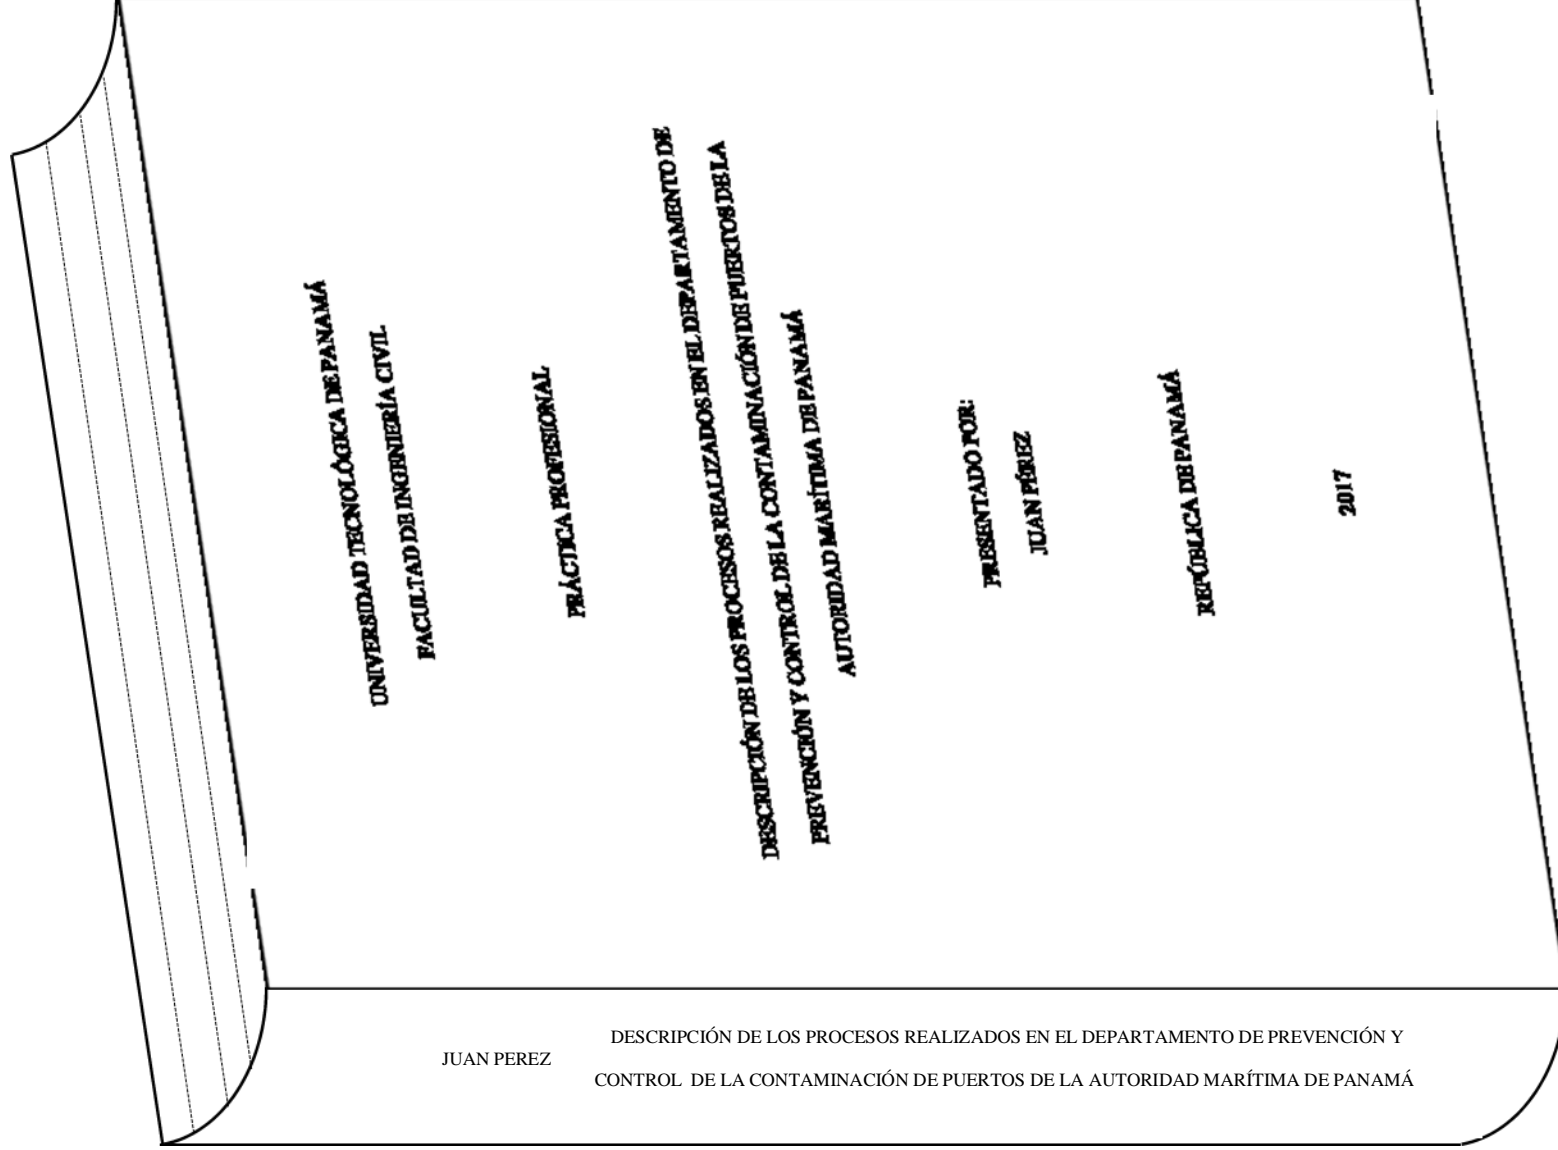 UNIVERSIDAD TECNOLÓGICA DE PANAMÁ
FACULTAD DE INGENIERÍA CIVIL
PRÁCTICA PROFESIONAL
DESCRIPCIÓN DE LOS PROCESOS REALIZADOS EN EL DEPARTAMENTO DE
PREVENCIÓN Y CONTROL DE LA CONTAMINACIÓN DE PUERTOS DE LA
AUTORIDAD MARÍTIMA DE PANAMÁ
PRESENTADO POR:
JUAN PÉREZ
REPÚBLICA DE PANAMÁ
2017
JUAN PEREZ
DESCRIPCIÓN DE LOS PROCESOS REALIZADOS EN EL DEPARTAMENTO DE PREVENCIÓN Y
CONTROL DE LA CONTAMINACIÓN DE PUERTOS DE LA AUTORIDAD MARÍTIMA DE PANAMÁ